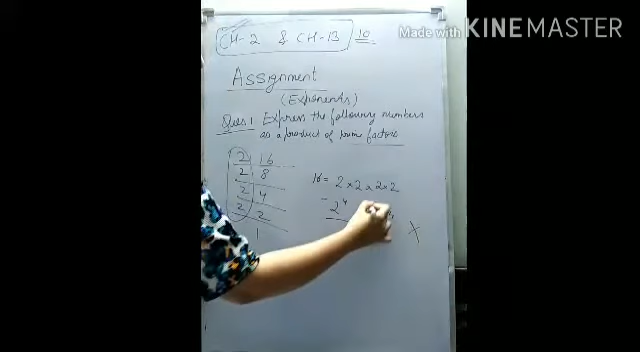 CH-2 & CH-13 10
Made with KINEMASTER
Assignment
(Exponents)
Ques 1 Express the following numbers
as a product of prime factors
2 16
2 8
2 4
2 2
1
16 = 2 × 2 × 2 × 2
= 2⁴
×